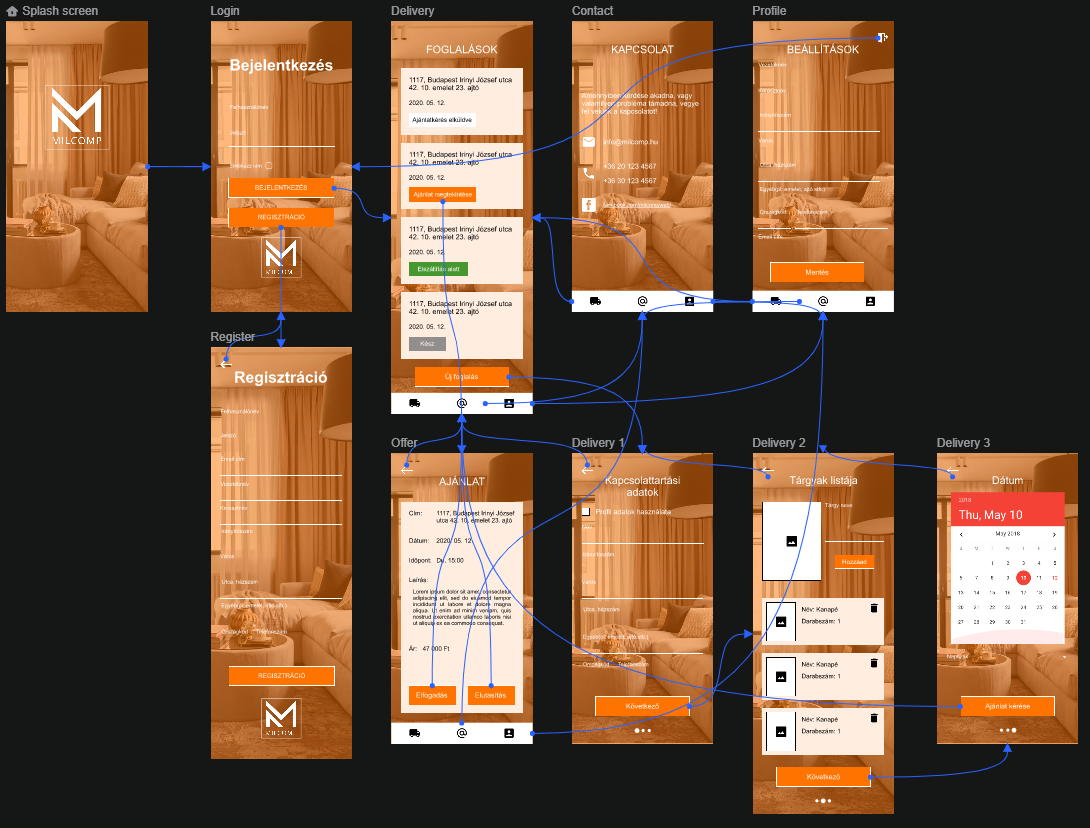 Splash screen
MILCOMP
Login
Bejelentkezés
Felhasználónév
Jelszó
BEJELENTKEZÉS
REGISZTRÁCIÓ
MILCOMP
Register
Regisztráció
Felhasználónév
Jelszó
Email cím
Vezetéknév
Keresztnév
Irányítószám
Város
Utca, házszám
Egyéb(pl: emelet, ajtó stb.)
Országkód
Telefonszám
REGISZTRÁCIÓ
MILCOMP
Delivery
FOGLALÁSOK
1117, Budapest Irinyi József utca
42. 10. emelet 23. ajtó
2020. 05. 12.
Ajánlatkérés elküldve
1117, Budapest Irinyi József utca
42. 10. emelet 23. ajtó
2020. 05. 12.
Ajánlat megtekintése
1117, Budapest Irinyi József utca
42. 10. emelet 23. ajtó
2020. 05. 12.
Elszállítás alatt
1117, Budapest Irinyi József utca
42. 10. emelet 23. ajtó
2020. 05. 12.
Kész
Új foglalás
Contact
KAPCSOLAT
Amennyiben kérdése akadna, vagy
valamilyen probléma támadna, vegye
fel velünk a kapcsolatot!
info@milcomp.hu
+36 20 123 4567
+36 30 123 4567
Profile
BEÁLLÍTÁSOK
Vezetéknév
Keresztnév
Irányítószám
Város
Utca, házszám
Egyéb(pl: emelet, ajtó stb.)
Országkód
Telefonszám
Email cím
Mentés
Offer
AJÁNLAT
Cím: 1117, Budapest Irinyi József
utca 42. 10. emelet 23. ajtó
Dátum: 2020. 05. 12.
Időpont: Du. 15:00
Leírás:
Lorem ipsum dolor sit amet, consectetur
adipiscing elit, sed do eiusmod tempor
incididunt ut labore et dolore magna
aliqua. Ut enim ad minim veniam, quis
nostrud exercitation ullamco laboris nisi
ut aliquip ex ea commodo consequat.
Ár: 47 000 Ft
Elfogadás
Elutasítás
Delivery 1
Kapcsolattartási
adatok
Profil adatok használata
Irányítószám
Város
Utca, házszám
Egyéb(pl: emelet, ajtó stb.)
Országkód
Telefonszám
Következő
Delivery 2
Tárgyak listája
Tárgy neve
Hozzáad
Név: Kanapé
Darabszám: 1
Név: Kanapé
Darabszám: 1
Név: Kanapé
Darabszám: 1
Következő
Delivery 3
Dátum
2018
Thu, May 10
May 2018
S M T W T F S
1 2 3 4 5
6 7 8 9 10 11 12
13 14 15 16 17 18 19
20 21 22 23 24 25 26
27 28 29 30 31
Napszak
Ajánlat kérése